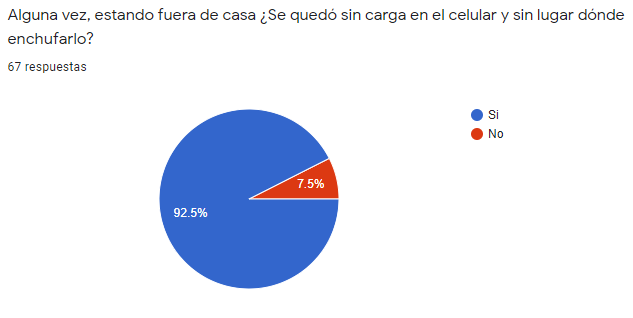 Alguna vez, estando fuera de casa ¿Se quedó sin carga en el celular y sin lugar dónde
enchufarlo?
67 respuestas
Si
No
7.5%
92.5%